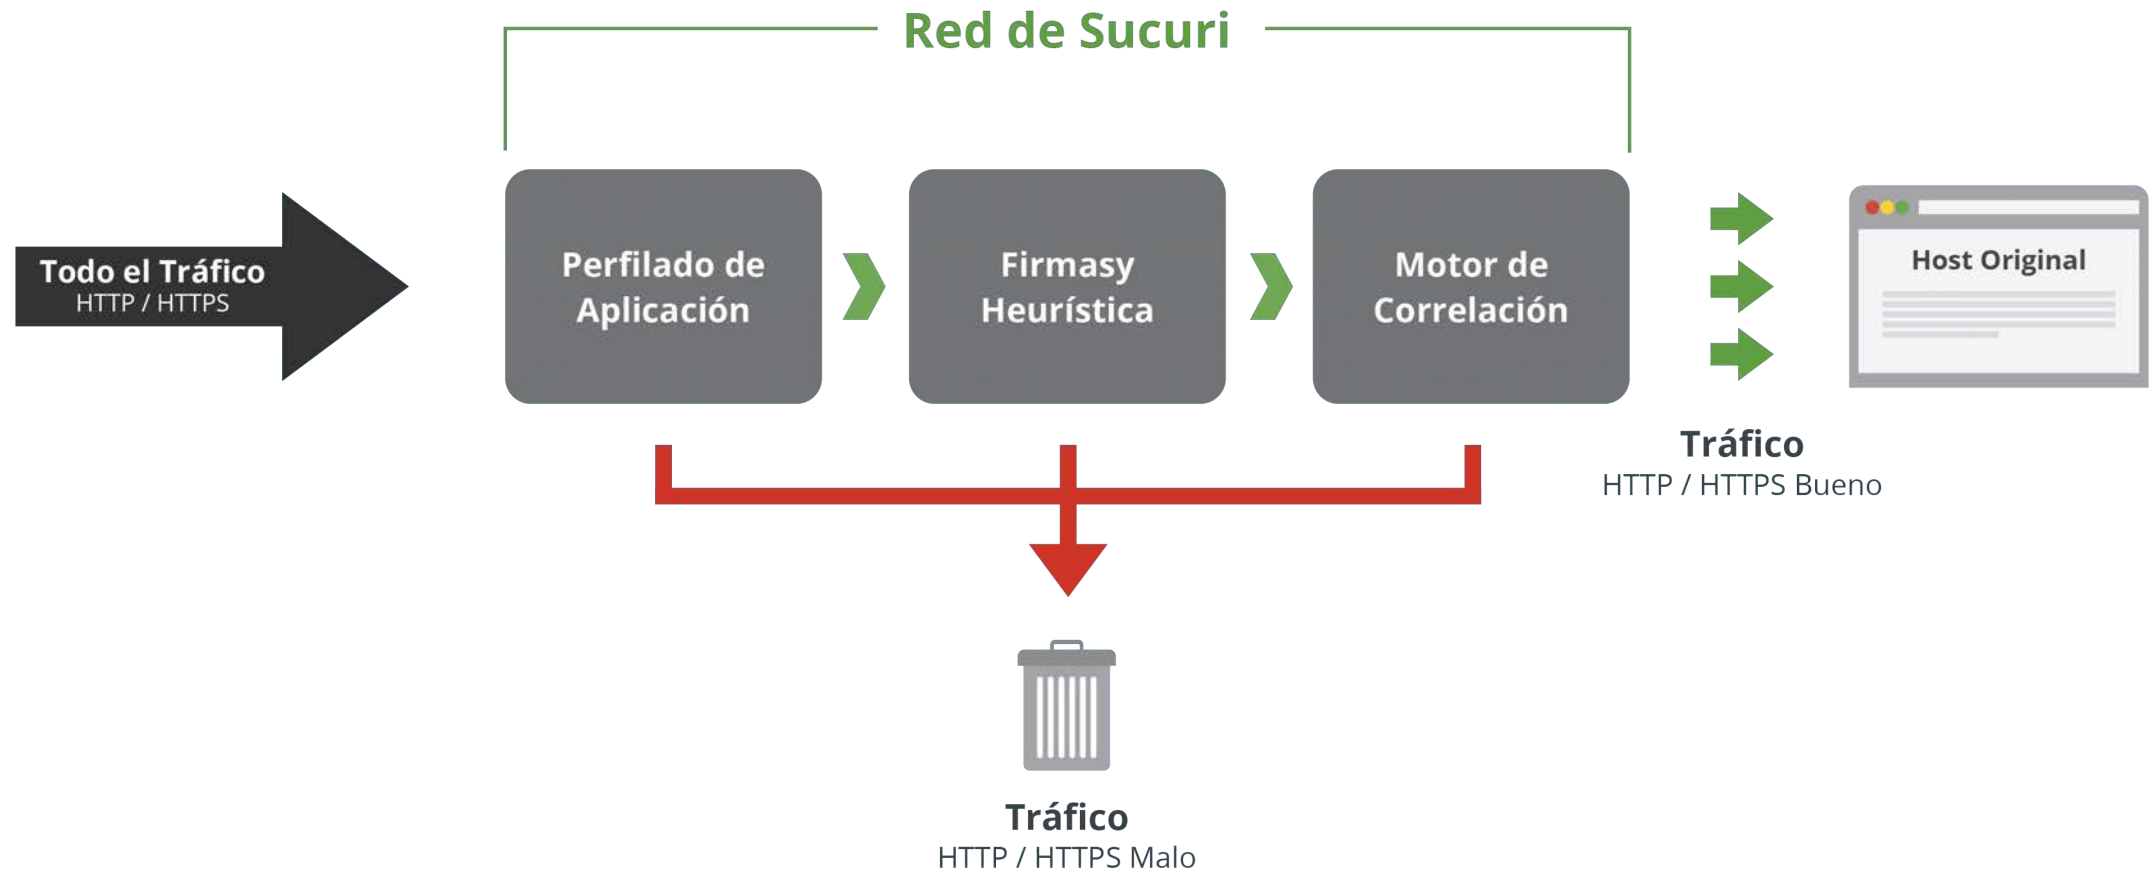 Red de Sucuri
Todo el Tráfico
HTTP / HTTPS
Perfilado de
Aplicación
Firmasy
Heurística
Motor de
Correlación
Host Original
Tráfico
HTTP / HTTPS Bueno
Tráfico
HTTP / HTTPS Malo